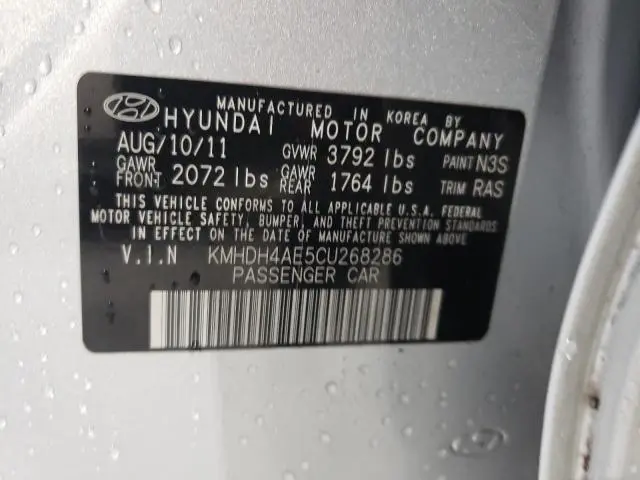 MANUFACTURED IN KOREA BY
HYUNDAI MOTOR COMPANY
AUG/10/11 GVWR 3792 lbs PAINT N3S
GAWR FRONT 2072 lbs GAWR REAR 1764 lbs TRIM RAS
THIS VEHICLE CONFORMS TO ALL APPLICABLE U.S.A. FEDERAL
MOTOR VEHICLE SAFETY, BUMPER, AND THEFT PREVENTION STANDARDS
IN EFFECT ON THE DATE OF MANUFACTURE SHOWN ABOVE.
V.I.N KMHDH4AE5CU268286
PASSENGER CAR